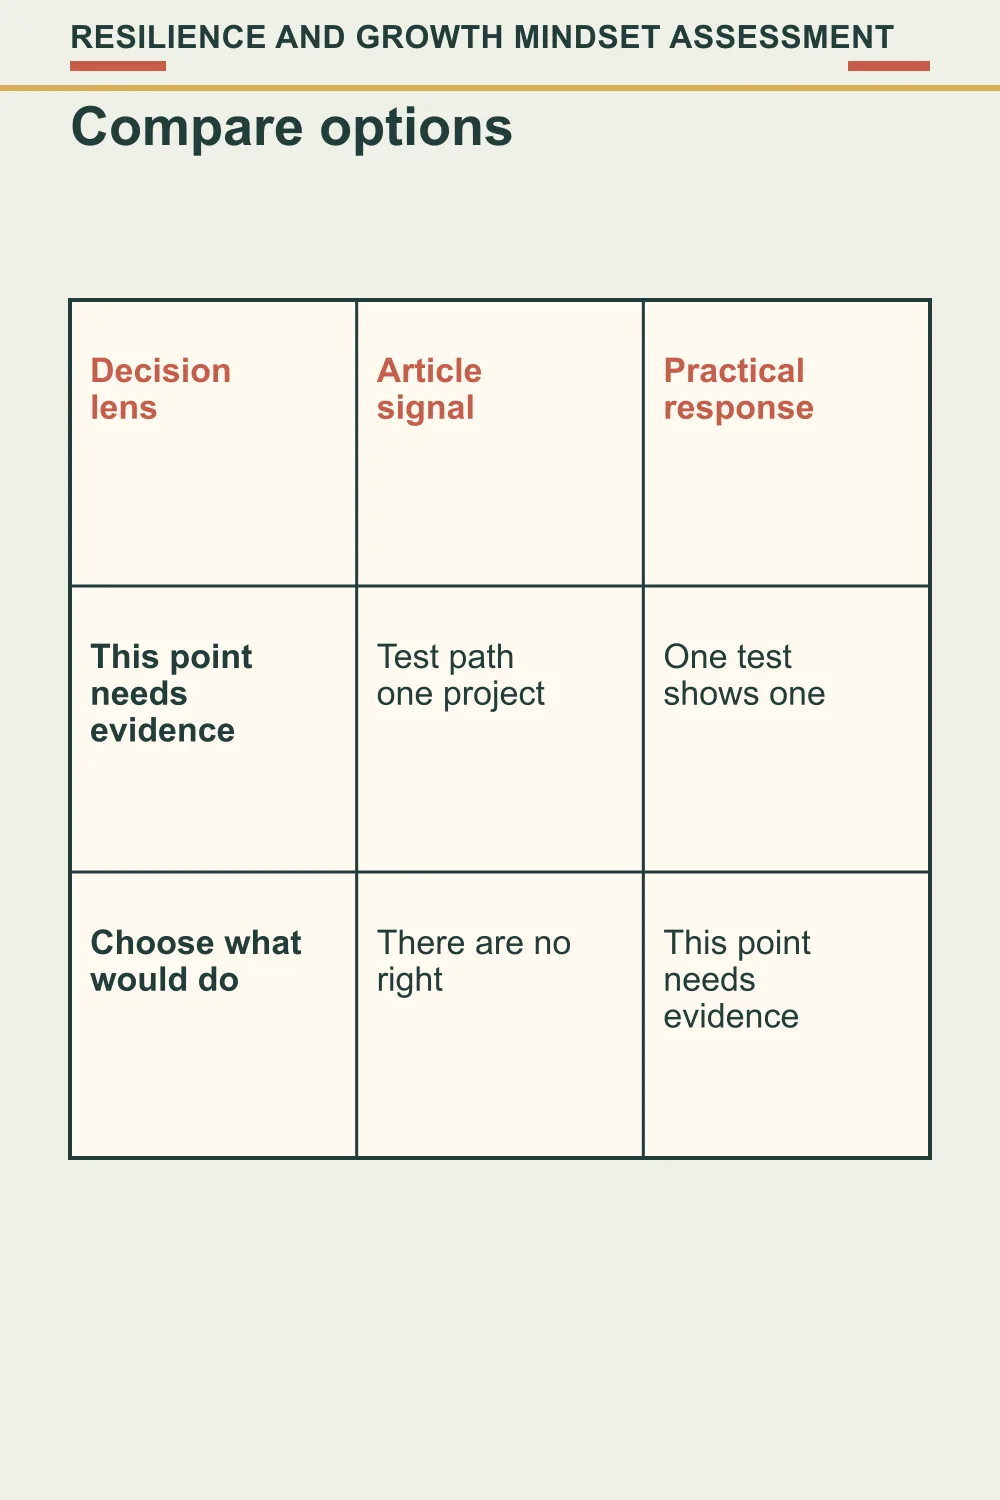 RESILIENCE AND GROWTH MINDSET ASSESSMENT
Compare options
Decision
lens
Article
signal
Practical
response
This point
needs
evidence
Test path
one project
One test
shows one
Choose what
would do
There are no
right
This point
needs
evidence